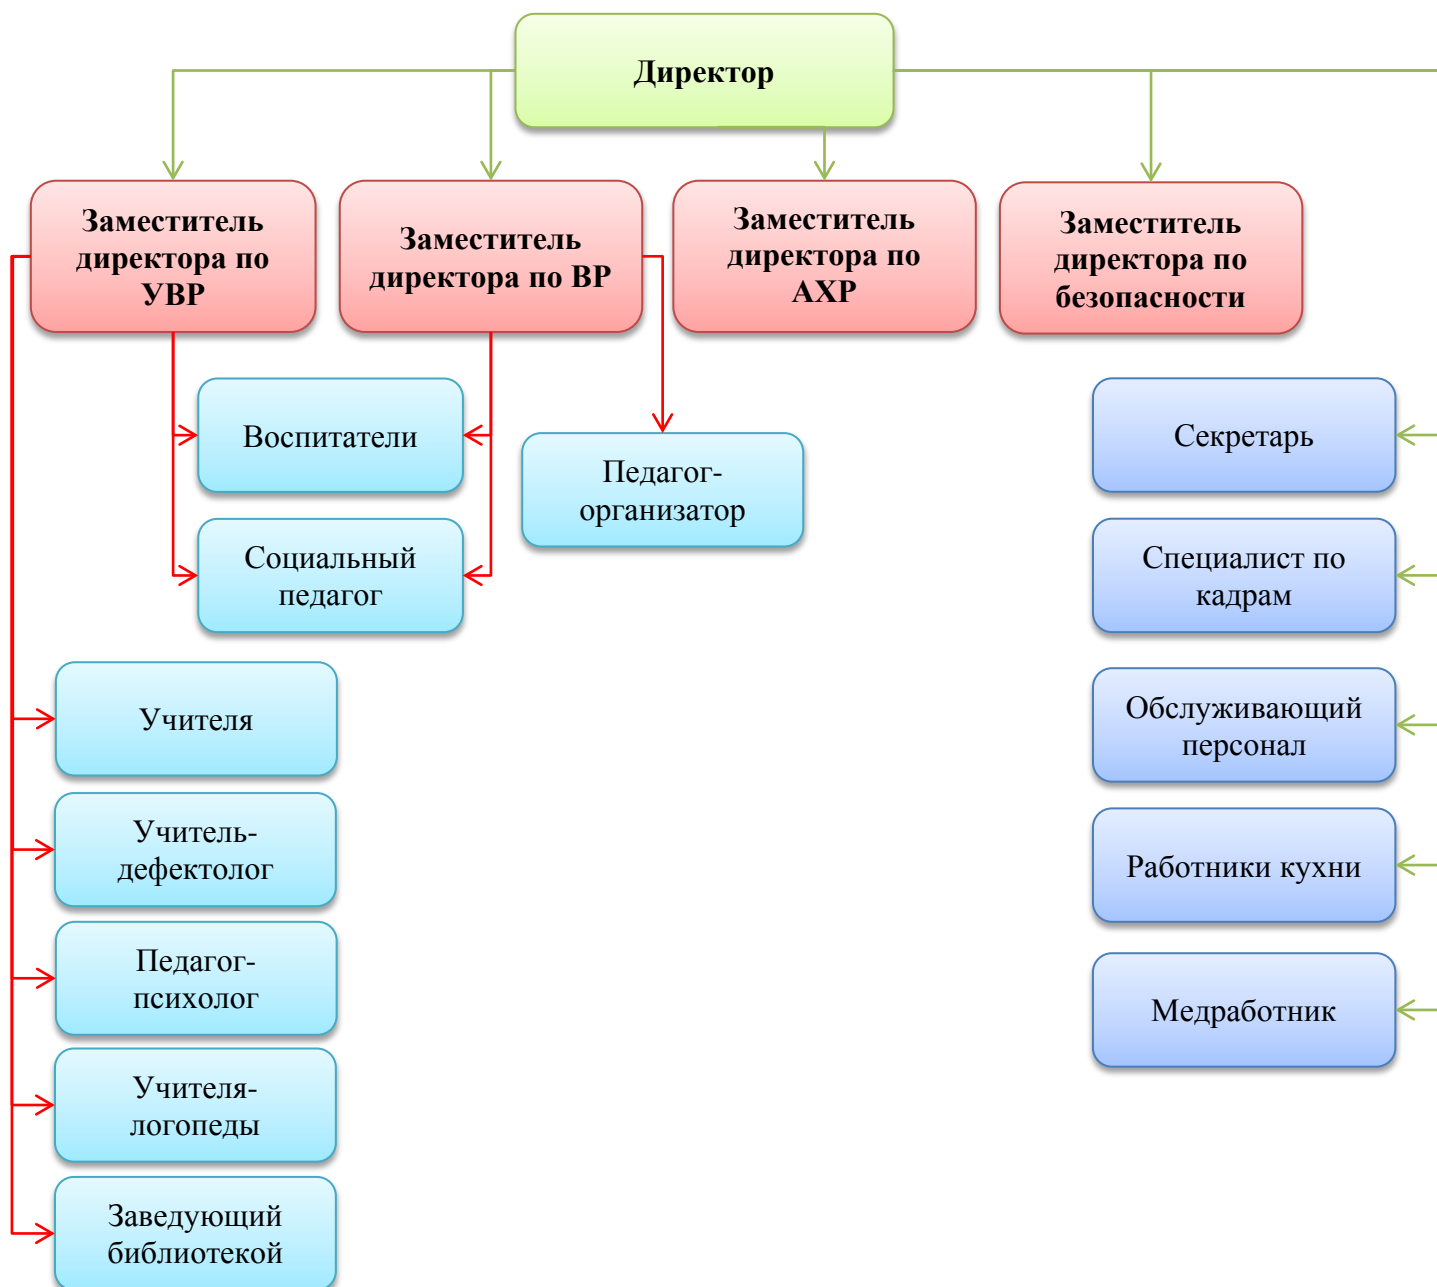 Директор
Заместитель
директора по
УВР
Заместитель
директора по ВР
Заместитель
директора по
АХР
Заместитель
директора по
безопасности
Воспитатели
Педагог-
организатор
Секретарь
Социальный
педагог
Специалист по
кадрам
Учителя
Обслуживающий
персонал
Учитель-
дефектолог
Работники кухни
Педагог-
психолог
Медработник
Учителя-
логопеды
Заведующий
библиотекой